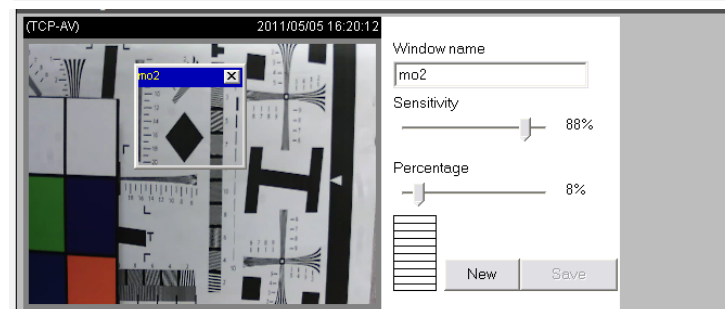 (TCP-AV) 2011/05/05 16:20:12
mo2
Window name
mo2
Sensitivity
88%
Percentage
8%
New Save